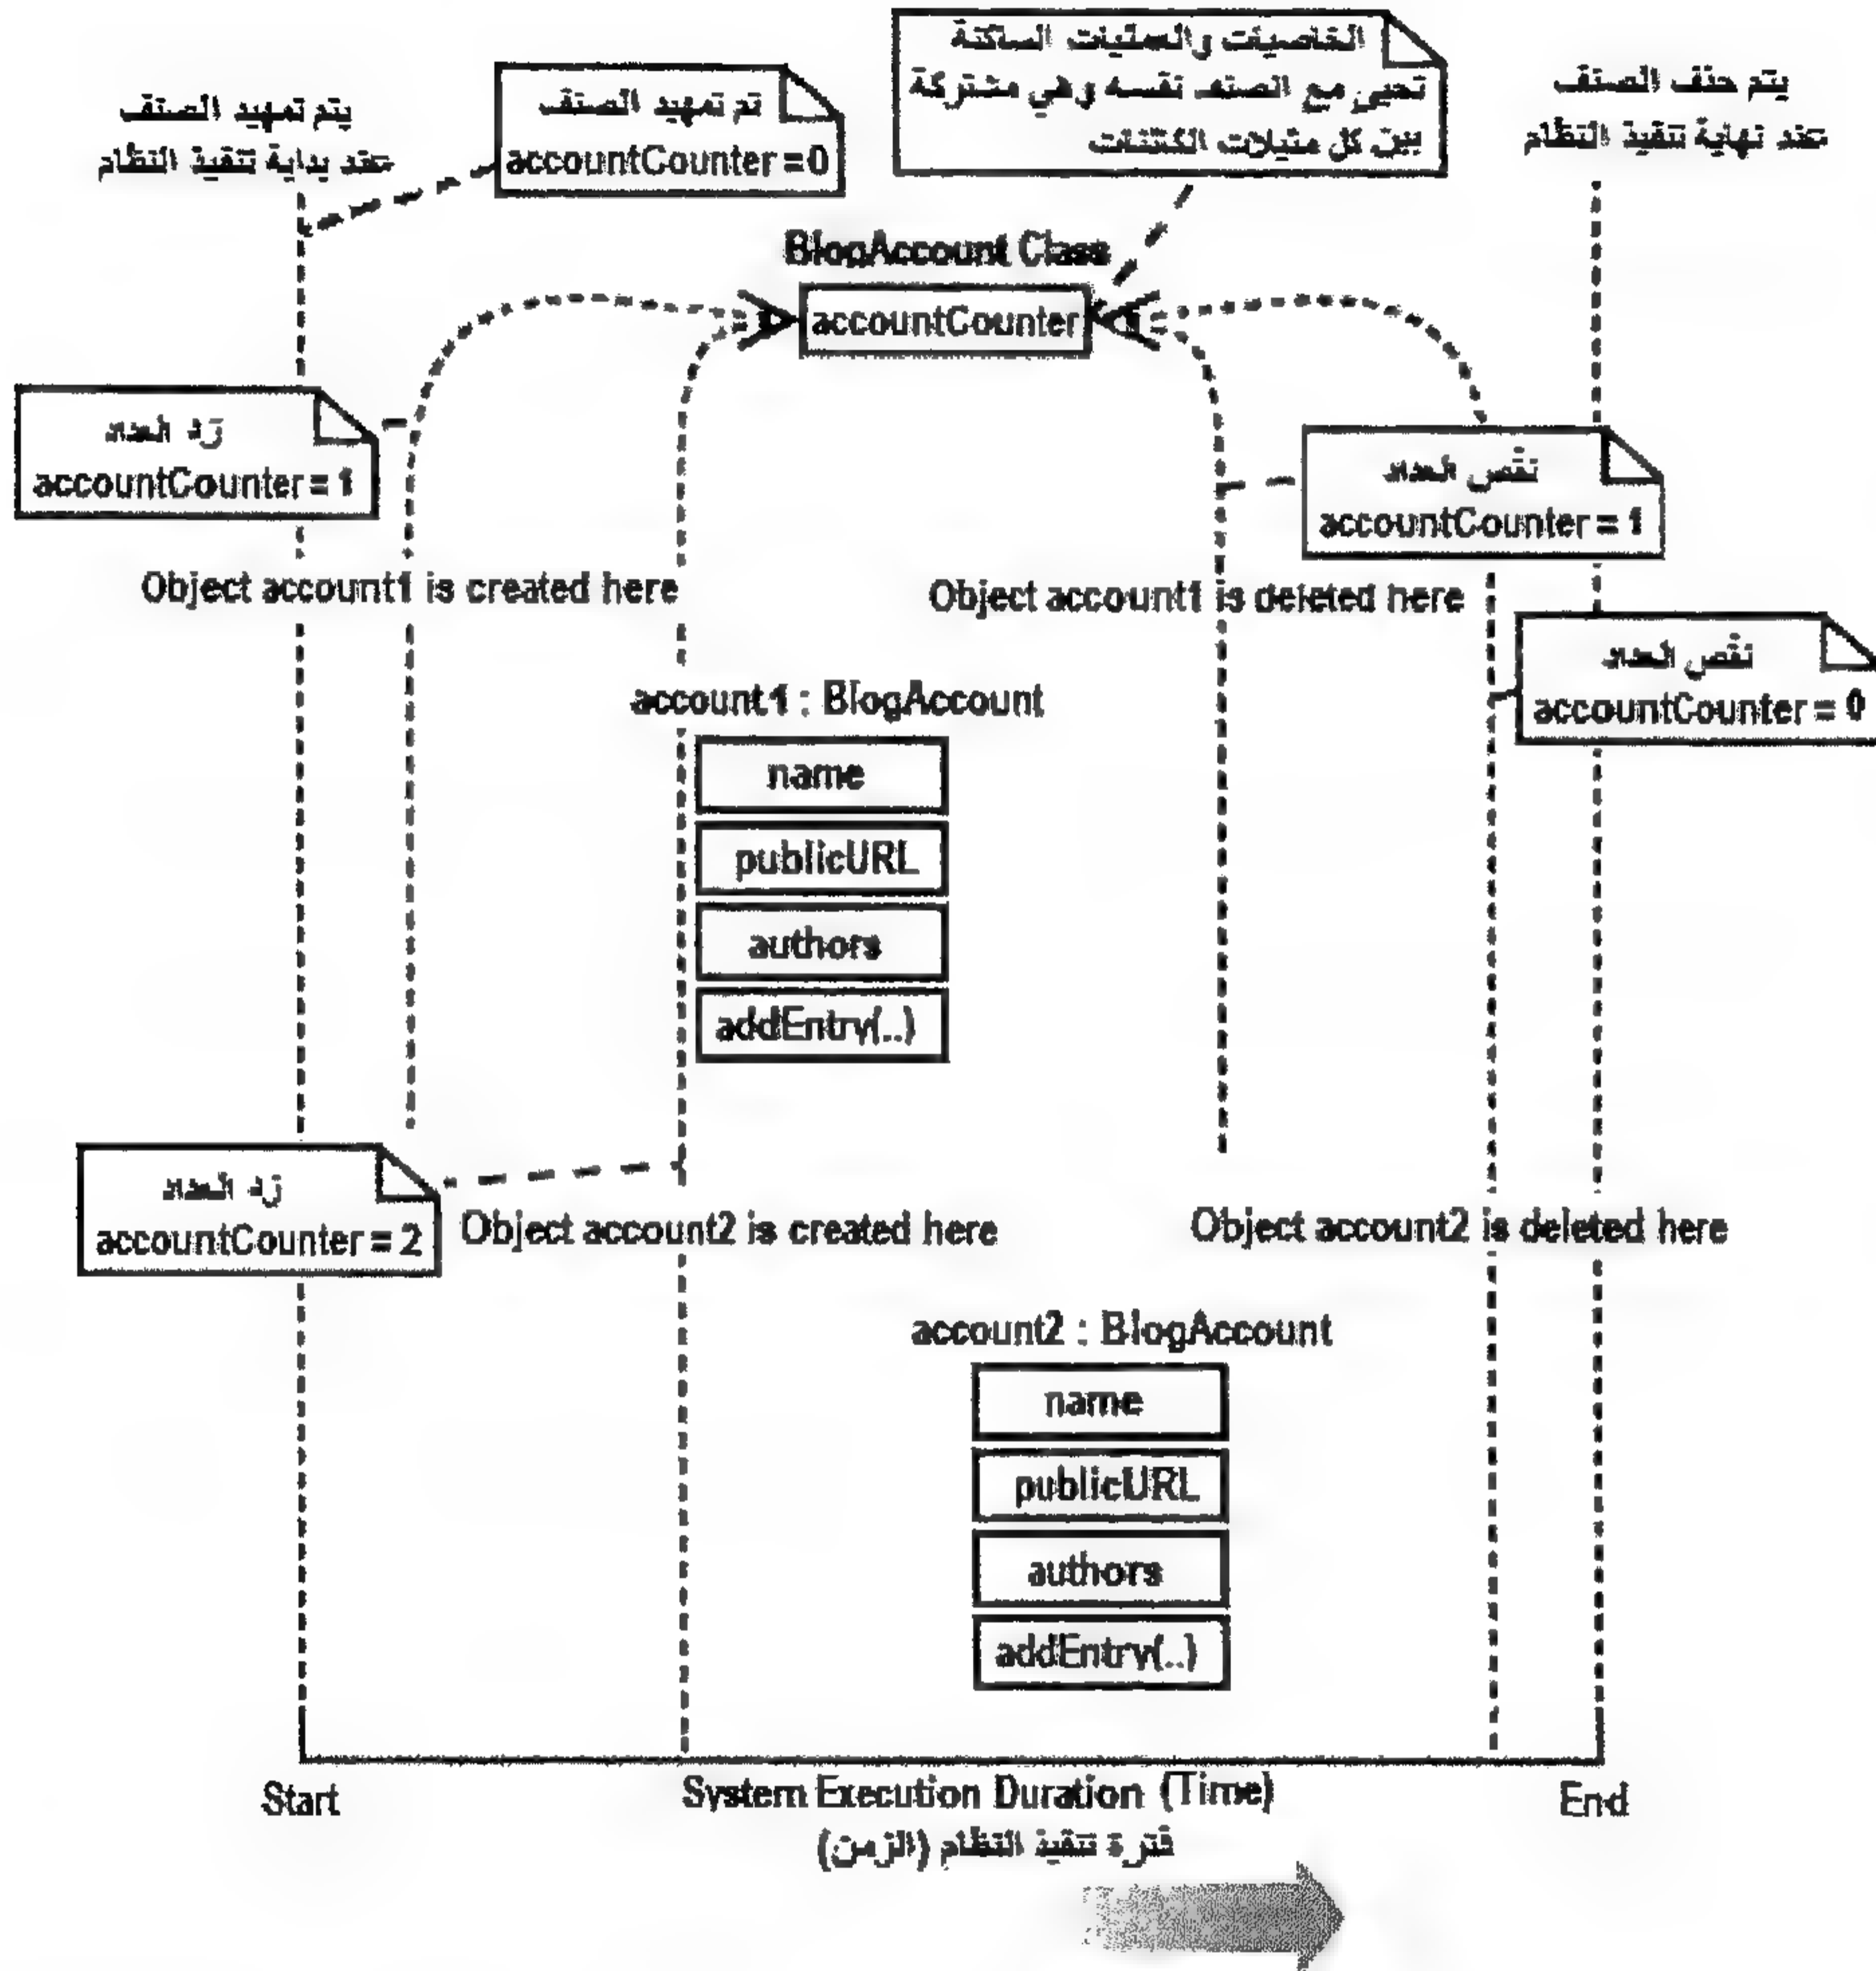 يتم تمهيد الصنف
عند بداية تنفيذ النظام
تم تمهيد الصنف
accountCounter = 0
الخاصيات والعمليات الساكنة
تحيى مع الصنف نفسه وهي مشتركة
بين كل مثيلات الكائنات
يتم حذف الصنف
عند نهاية تنفيذ النظام
BlogAccount Class
accountCounter
زد العداد
accountCounter = 1
نقص العداد
accountCounter = 1
Object account1 is created here
Object account1 is deleted here
نقص العداد
accountCounter = 0
account1 : BlogAccount
name
publicURL
authors
addEntry(..)
زد العداد
accountCounter = 2
Object account2 is created here
Object account2 is deleted here
account2 : BlogAccount
name
publicURL
authors
addEntry(..)
Start
System Execution Duration (Time)
End
فترة تنفيذ النظام (الزمن)